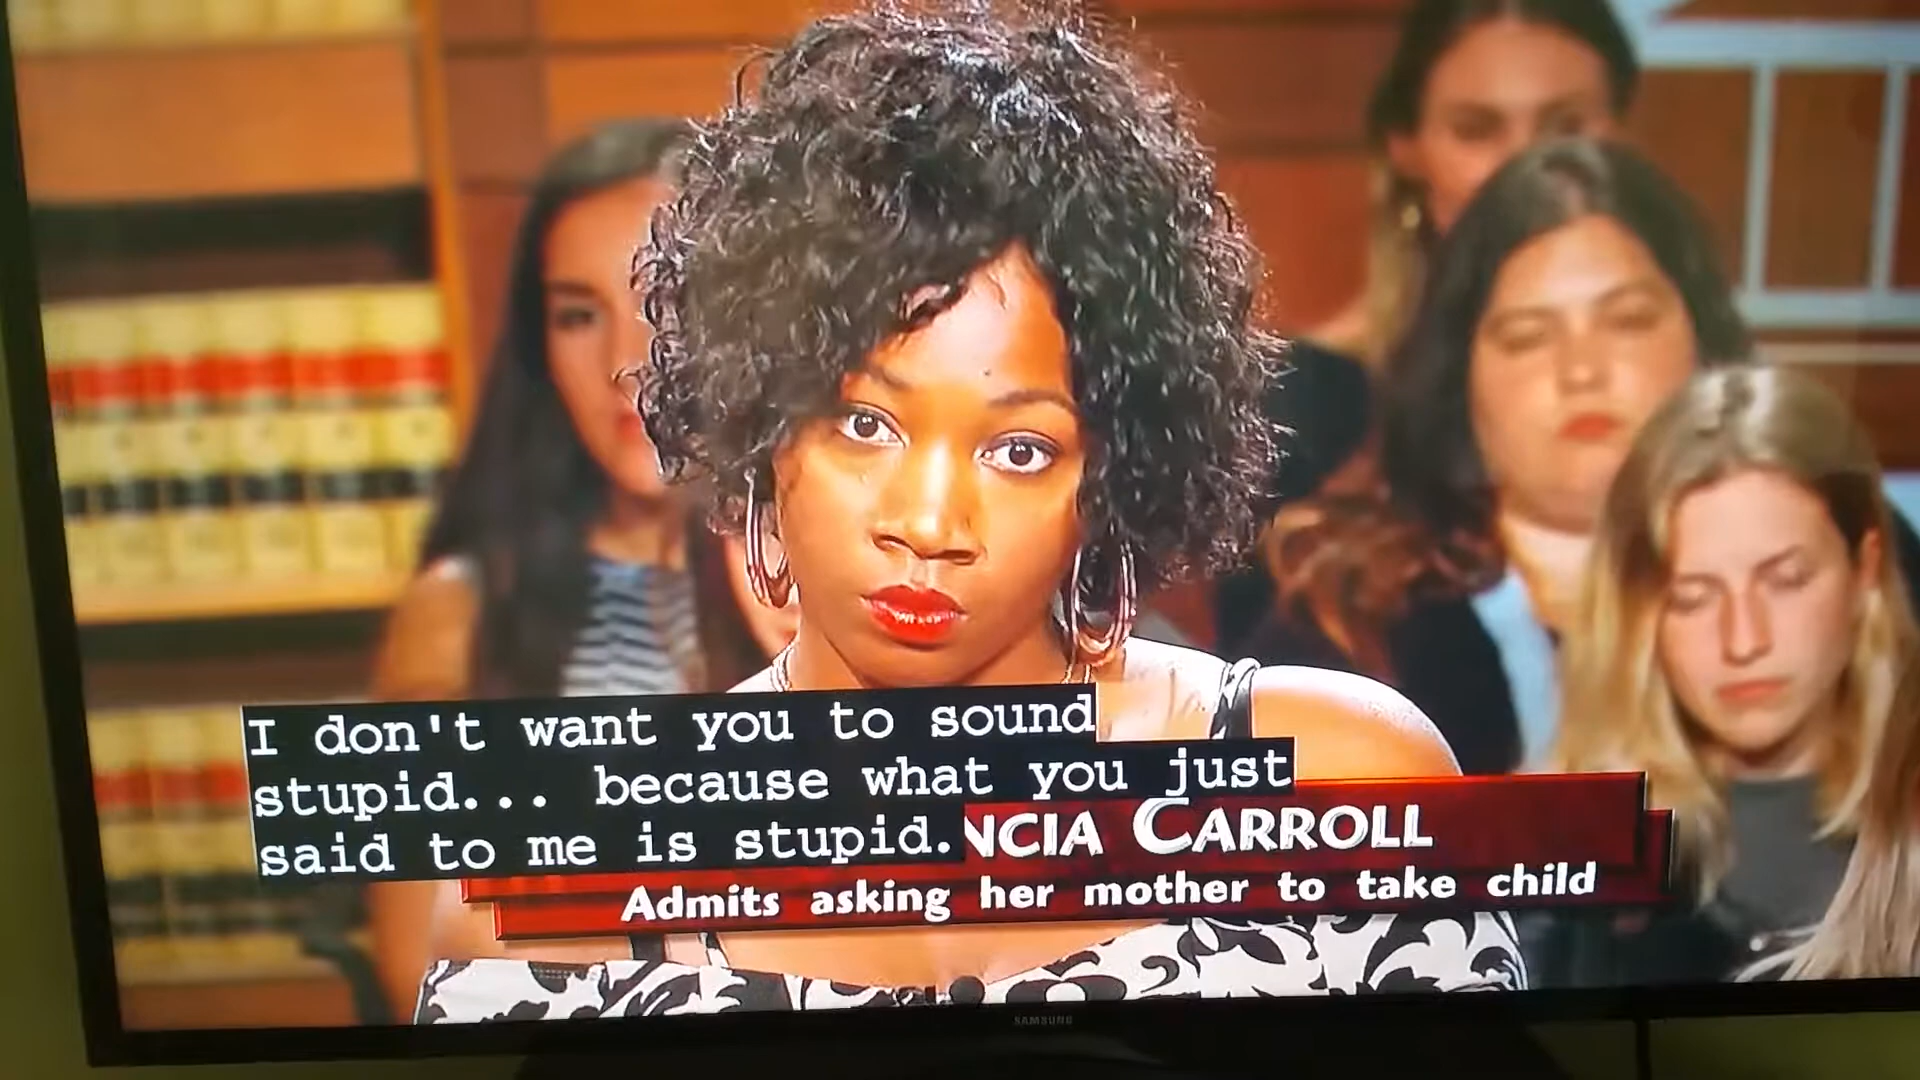 I don't want you to sound
stupid... because what you just
said to me is stupid.
NCIA CARROLL
Admits asking her mother to take child
SAMSUNG